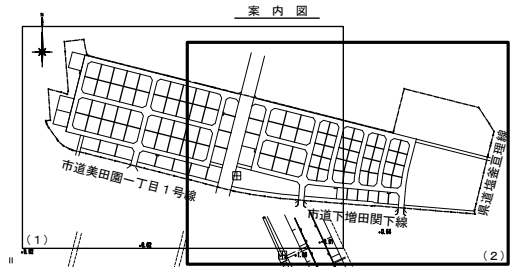 案内図
県道塩釜亘理線
市道美田園一丁目1号線
市道下増田関下線
(1)
(2)